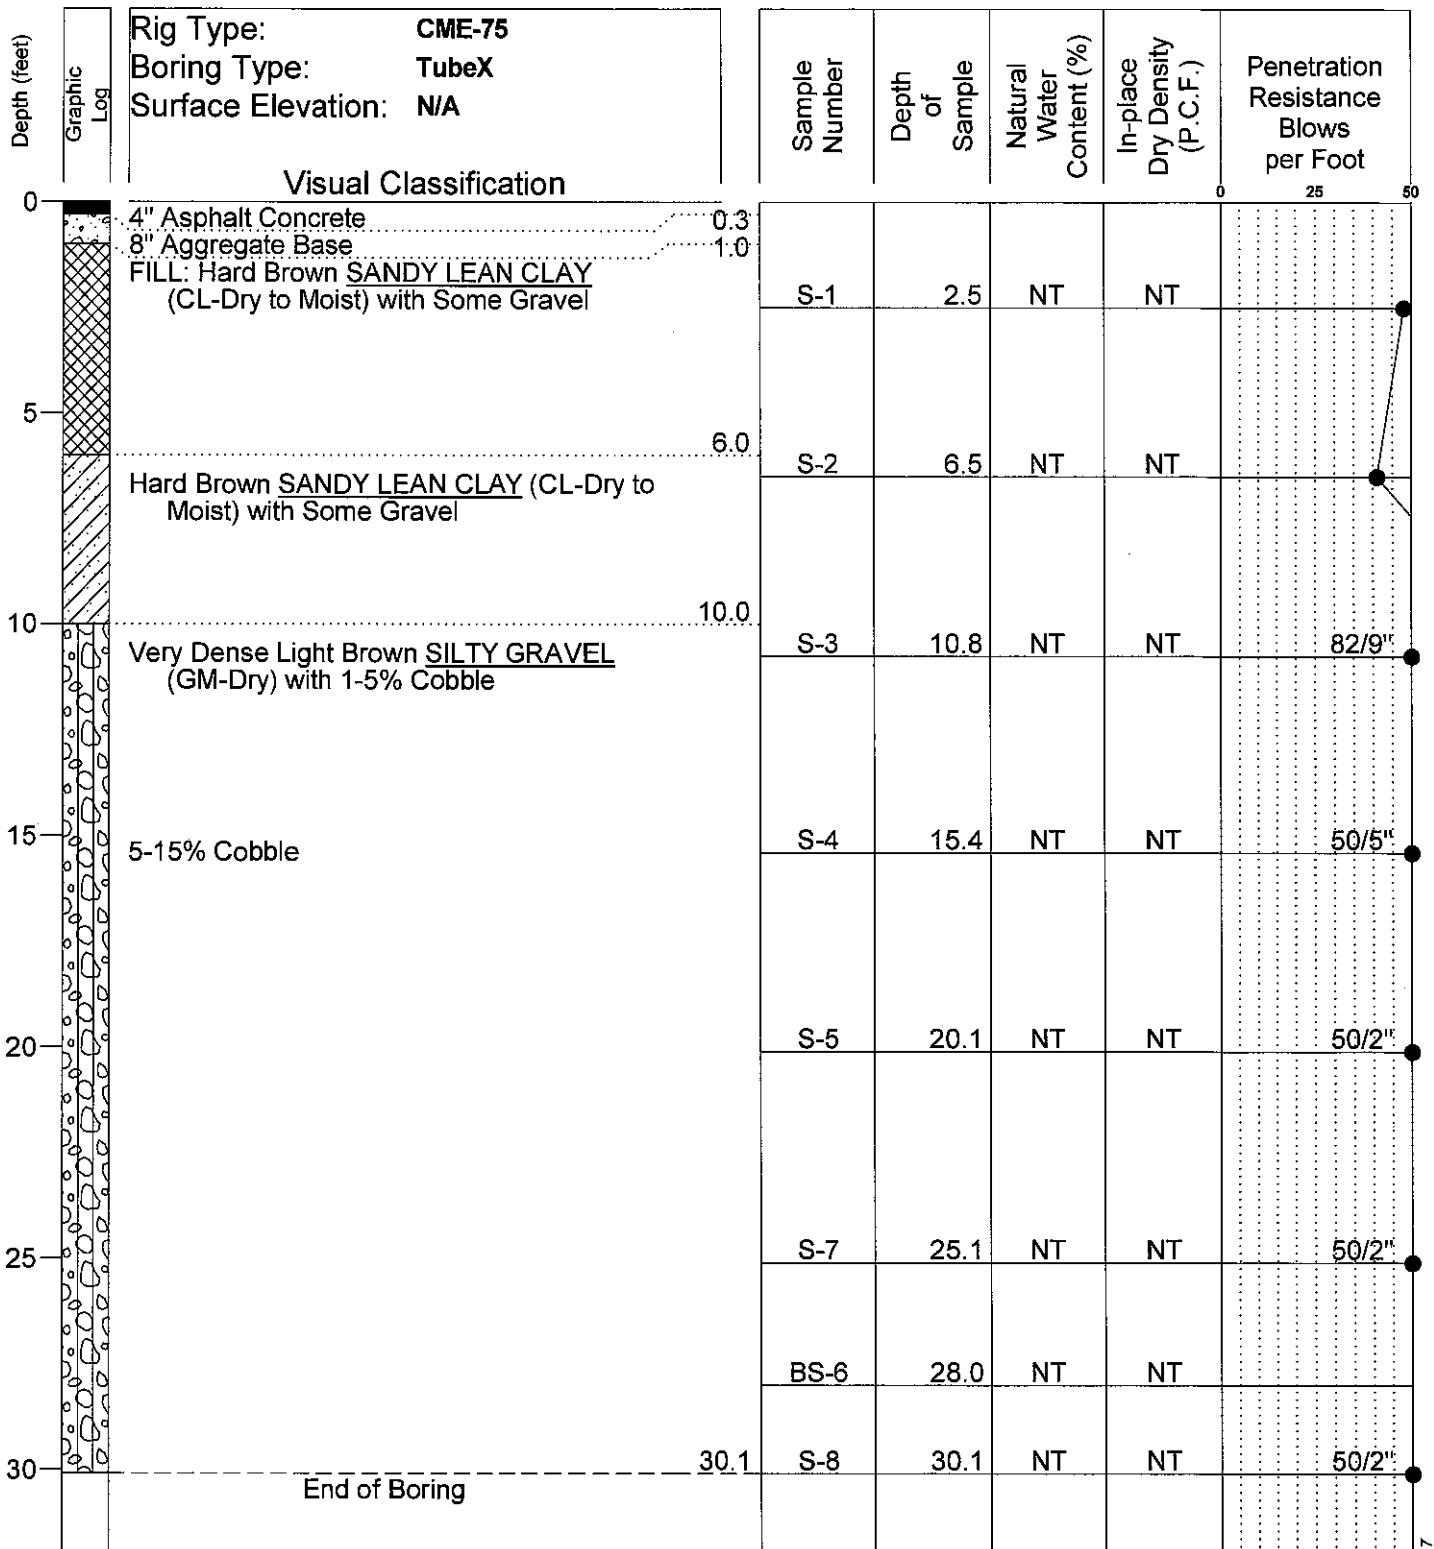 Depth (feet)
Graphic
Log
Rig Type: CME-75
Boring Type: TubeX
Surface Elevation: N/A
Visual Classification
Sample
Number
Depth
of
Sample
Natural
Water
Content (%)
In-place
Dry Density
(P.C.F.)
Penetration
Resistance
Blows
per Foot
0 25 50
0
4" Asphalt Concrete 0.3
8" Aggregate Base 1.0
FILL: Hard Brown SANDY LEAN CLAY
(CL-Dry to Moist) with Some Gravel
S-1 2.5 NT NT
5
6.0
S-2 6.5 NT NT
Hard Brown SANDY LEAN CLAY (CL-Dry to
Moist) with Some Gravel
10.0
10
S-3 10.8 NT NT 82/9"
Very Dense Light Brown SILTY GRAVEL
(GM-Dry) with 1-5% Cobble
15
S-4 15.4 NT NT 50/5"
5-15% Cobble
20
S-5 20.1 NT NT 50/2"
25
S-7 25.1 NT NT 50/2"
BS-6 28.0 NT NT
30
30.1 S-8 30.1 NT NT 50/2"
End of Boring
7